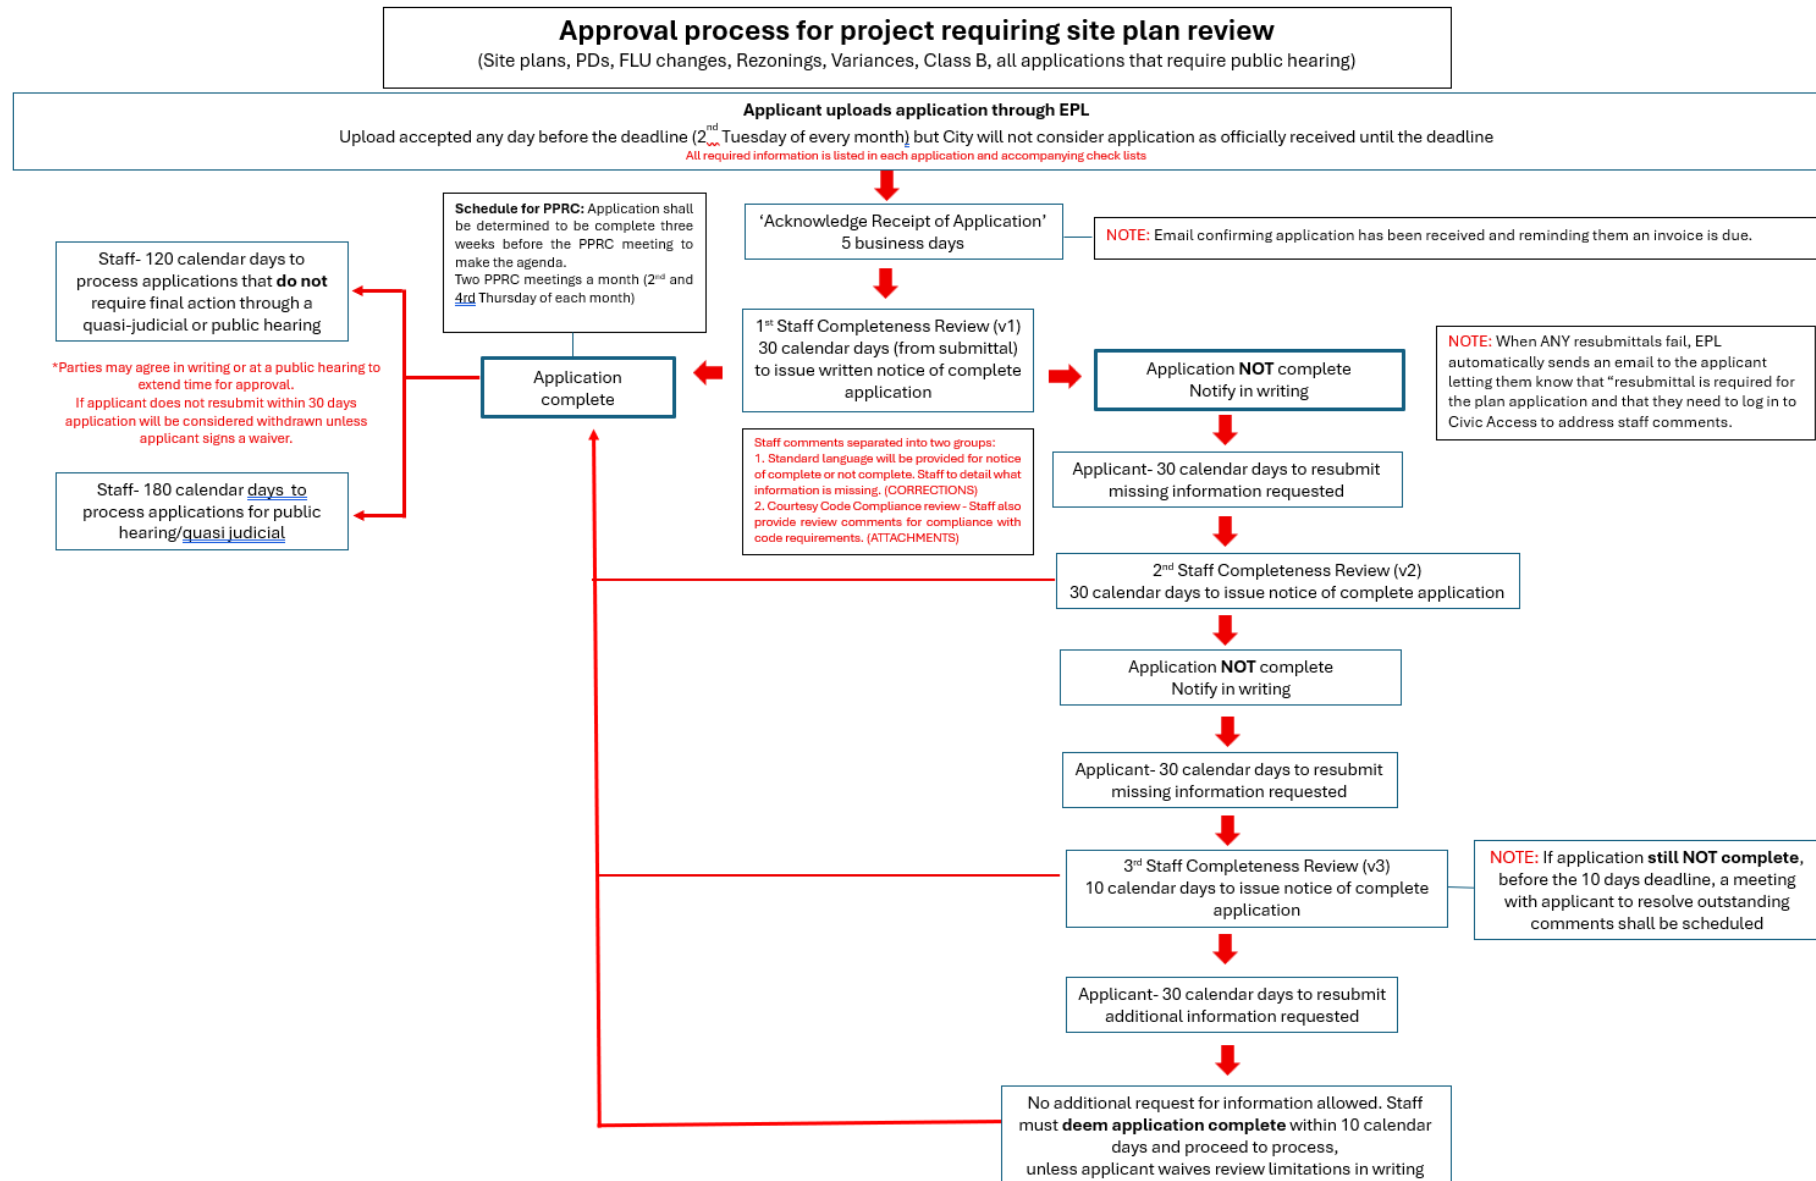 Approval process for project requiring site plan review
(Site plans, PDs, FLU changes, Rezonings, Variances, Class B, all applications that require public hearing)
Applicant uploads application through EPL
Upload accepted any day before the deadline (2nd Tuesday of every month) but City will not consider application as officially received until the deadline
All required information is listed in each application and accompanying check lists
Schedule for PPRC: Application shall
be determined to be complete three
weeks before the PPRC meeting to
make the agenda.
Two PPRC meetings a month (2nd and
4rd Thursday of each month)
'Acknowledge Receipt of Application'
5 business days
NOTE: Email confirming application has been received and reminding them an invoice is due.
Staff- 120 calendar days to
process applications that do not
require final action through a
quasi-judicial or public hearing
*Parties may agree in writing or at a public hearing to
extend time for approval.
If applicant does not resubmit within 30 days
application will be considered withdrawn unless
applicant signs a waiver.
Staff- 180 calendar days to
process applications for public
hearing/quasi judicial
Application
complete
1st Staff Completeness Review (v1)
30 calendar days (from submittal)
to issue written notice of complete
application
Application NOT complete
Notify in writing
NOTE: When ANY resubmittals fail, EPL
automatically sends an email to the applicant
letting them know that “resubmittal is required for
the plan application and that they need to log in to
Civic Access to address staff comments.
Staff comments separated into two groups:
1. Standard language will be provided for notice
of complete or not complete. Staff to detail what
information is missing. (CORRECTIONS)
2. Courtesy Code Compliance review - Staff also
provide review comments for compliance with
code requirements. (ATTACHMENTS)
Applicant- 30 calendar days to resubmit
missing information requested
2nd Staff Completeness Review (v2)
30 calendar days to issue notice of complete application
Application NOT complete
Notify in writing
Applicant- 30 calendar days to resubmit
missing information requested
3rd Staff Completeness Review (v3)
10 calendar days to issue notice of complete
application
NOTE: If application still NOT complete,
before the 10 days deadline, a meeting
with applicant to resolve outstanding
comments shall be scheduled
Applicant- 30 calendar days to resubmit
additional information requested
No additional request for information allowed. Staff
must deem application complete within 10 calendar
days and proceed to process,
unless applicant waives review limitations in writing